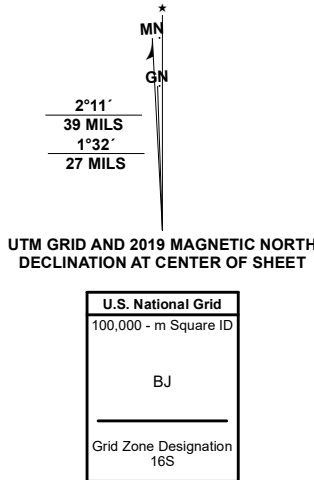 ★
MN
GN
2°11´
39 MILS
1°32´
27 MILS
UTM GRID AND 2019 MAGNETIC NORTH
DECLINATION AT CENTER OF SHEET
U.S. National Grid
100,000 - m Square ID
BJ
Grid Zone Designation
16S